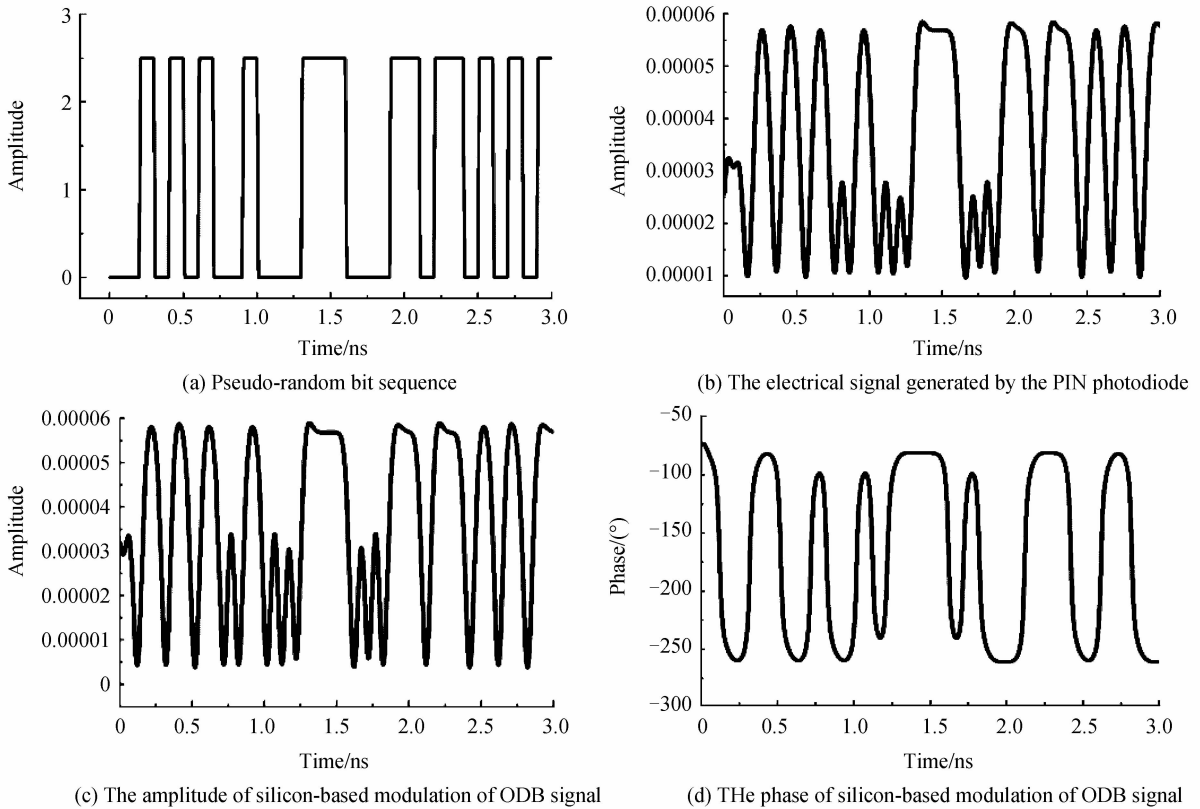 3
2
1
0
Amplitude
0 0.5 1.0 1.5 2.0 2.5 3.0
Time/ns
(a) Pseudo-random bit sequence
0.00006
0.00005
0.00004
0.00003
0.00002
0.00001
Amplitude
0 0.5 1.0 1.5 2.0 2.5 3.0
Time/ns
(b) The electrical signal generated by the PIN photodiode
0.00006
0.00005
0.00004
0.00003
0.00002
0.00001
0
Amplitude
0 0.5 1.0 1.5 2.0 2.5 3.0
Time/ns
(c) The amplitude of silicon-based modulation of ODB signal
−50
−100
−150
−200
−250
−300
Phase/(°)
0 0.5 1.0 1.5 2.0 2.5 3.0
Time/ns
(d) THe phase of silicon-based modulation of ODB signal